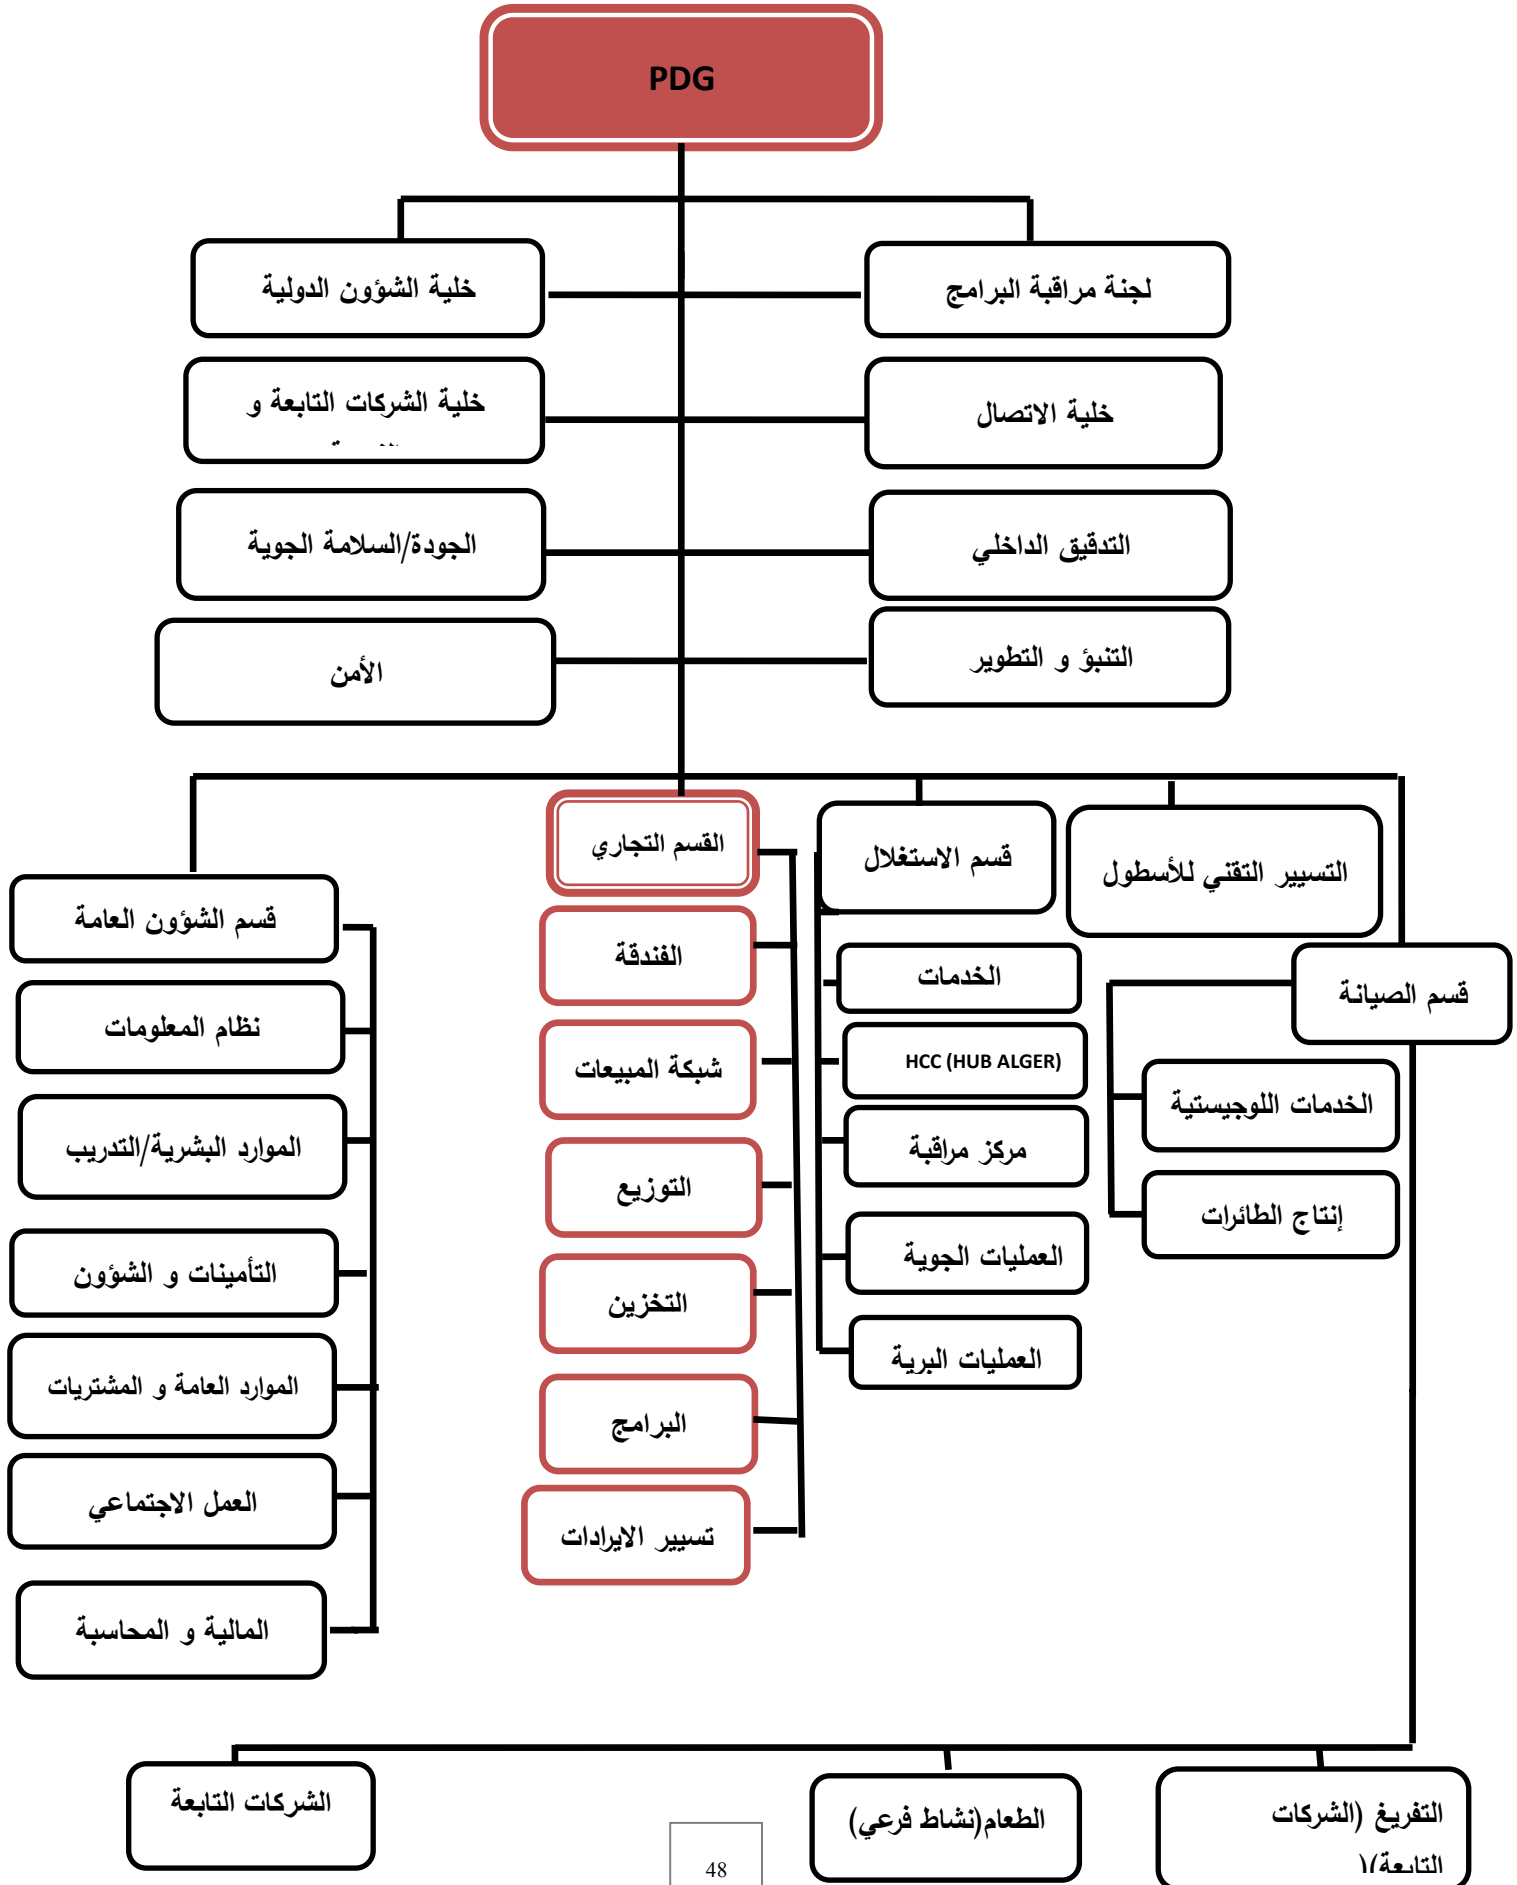 PDG
لجنة مراقبة البرامج
خلية الشؤون الدولية
خلية الاتصال
خلية الشركات التابعة و
التدقيق الداخلي
الجودة/السلامة الجوية
التنبؤ و التطوير
الأمن
التسيير التقني للأسطول
قسم الاستغلال
القسم التجاري
قسم الشؤون العامة
قسم الصيانة
الخدمات اللوجيستية
إنتاج الطائرات
الخدمات
HCC (HUB ALGER)
مركز مراقبة
العمليات الجوية
العمليات البرية
الفندقة
شبكة المبيعات
التوزيع
التخزين
البرامج
تسيير الايرادات
نظام المعلومات
الموارد البشرية/التدريب
التأمينات و الشؤون
الموارد العامة و المشتريات
العمل الاجتماعي
المالية و المحاسبة
التفريغ (الشركات
التابعة)(
الطعام(نشاط فرعي)
الشركات التابعة
48